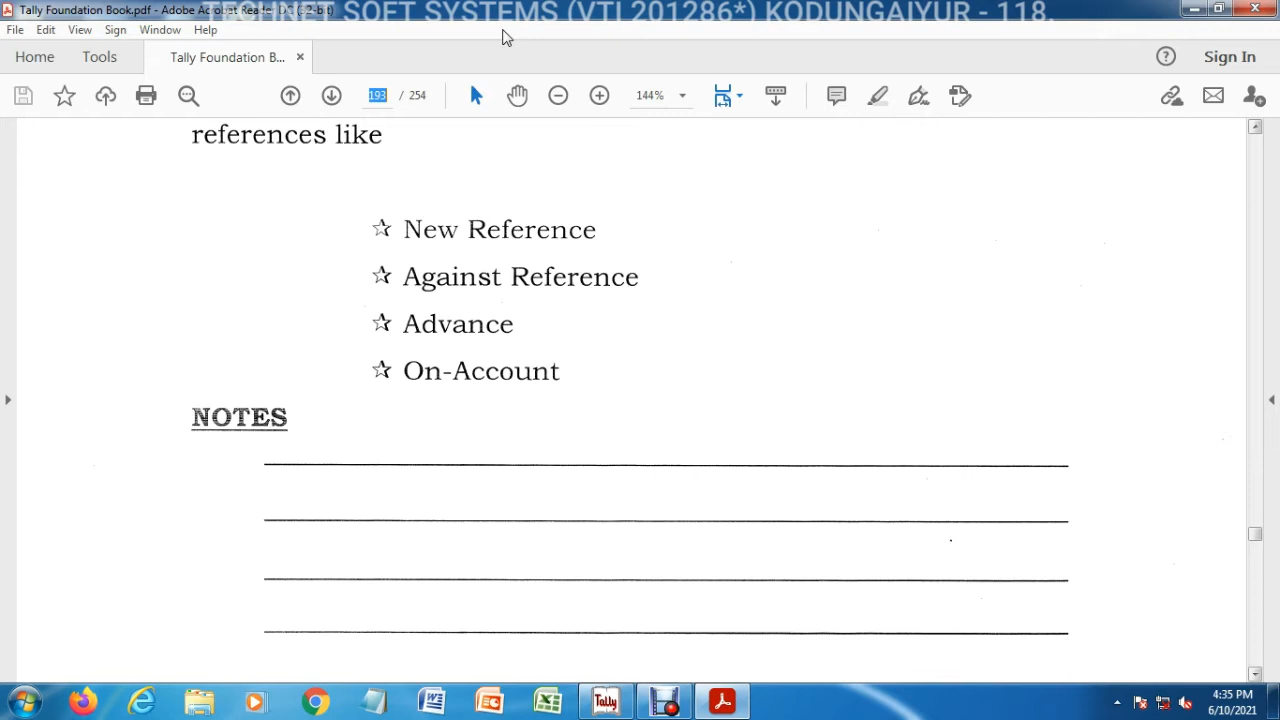 Tally Foundation Book.pdf - Adobe Acrobat Reader DC (32-bit)
SOFT SYSTEMS (VTI 201286*) KODUNGAIYUR - 118.
File Edit View Sign Window Help
Home Tools Tally Foundation B... × ? Sign In
193 / 254 144%
references like
☆ New Reference
☆ Against Reference
☆ Advance
☆ On-Account
NOTES
4:35 PM
6/10/2021